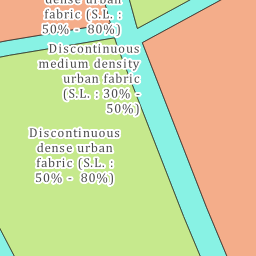 dense urban
fabric (S.L. :
50% -  80%)
Discontinuous
medium density
urban fabric
(S.L. : 30% -
50%)
Discontinuous
dense urban
fabric (S.L. :
50% -  80%)